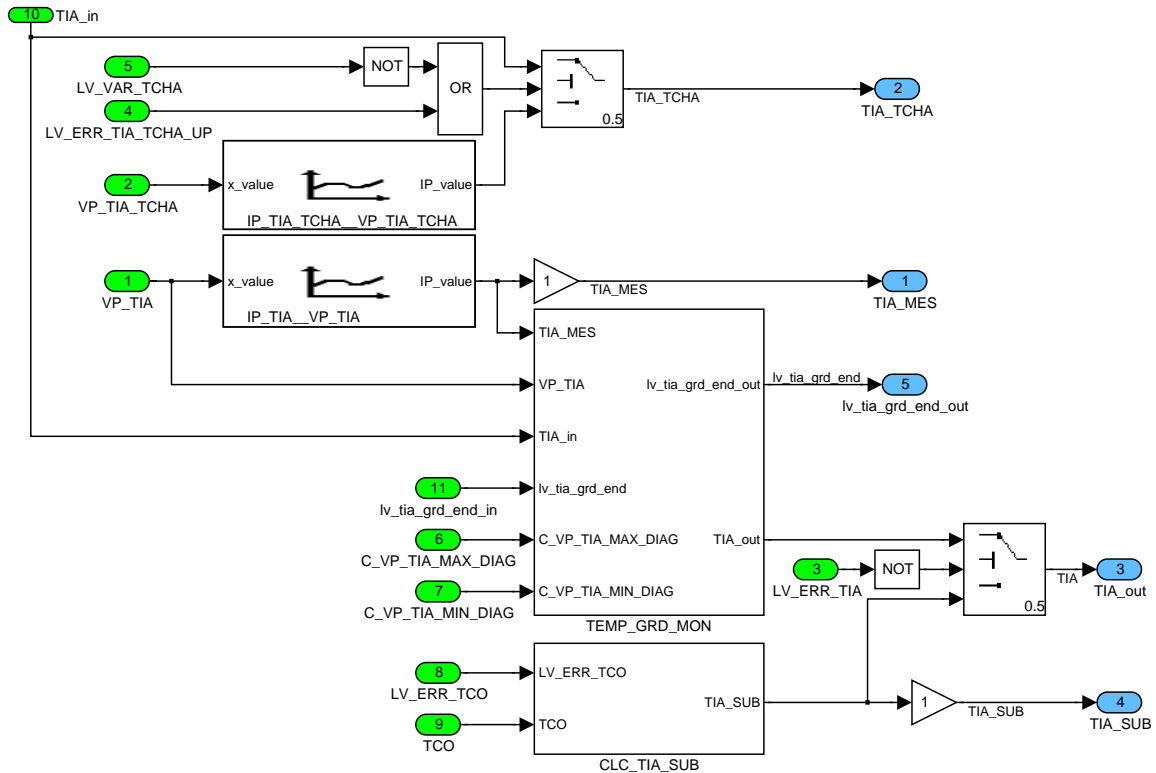 10
TIA_in
5
LV_VAR_TCHA
NOT
OR
4
LV_ERR_TIA_TCHA_UP
0.5
TIA_TCHA
2
TIA_TCHA
2
VP_TIA_TCHA
x_value
IP_value
IP_TIA_TCHA__VP_TIA_TCHA
1
VP_TIA
x_value
IP_value
IP_TIA__VP_TIA
1
TIA_MES
1
TIA_MES
TIA_MES
VP_TIA
lv_tia_grd_end_out
lv_tia_grd_end
5
lv_tia_grd_end_out
TIA_in
11
lv_tia_grd_end_in
lv_tia_grd_end
6
C_VP_TIA_MAX_DIAG
C_VP_TIA_MAX_DIAG
TIA_out
7
C_VP_TIA_MIN_DIAG
C_VP_TIA_MIN_DIAG
TEMP_GRD_MON
3
LV_ERR_TIA
NOT
0.5
TIA
3
TIA_out
8
LV_ERR_TCO
LV_ERR_TCO
TIA_SUB
9
TCO
TCO
CLC_TIA_SUB
1
TIA_SUB
4
TIA_SUB